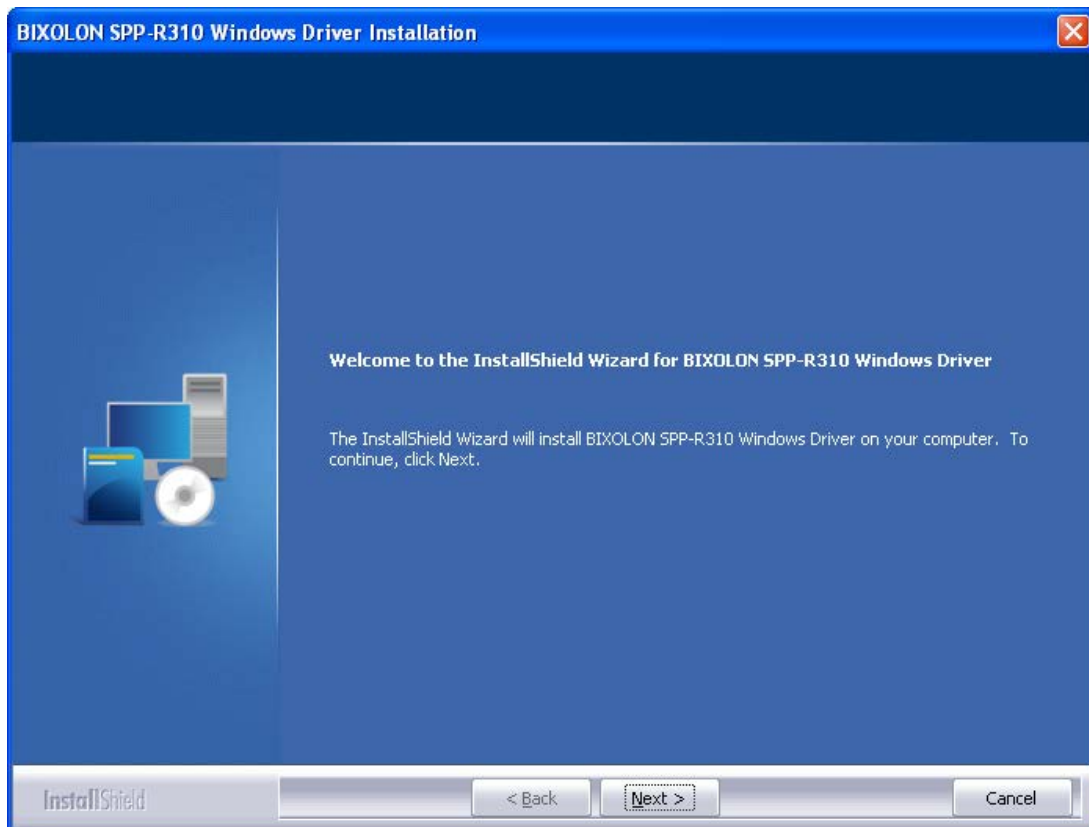 BIXOLON SPP-R310 Windows Driver Installation
Welcome to the InstallShield Wizard for BIXOLON SPP-R310 Windows Driver
The InstallShield Wizard will install BIXOLON SPP-R310 Windows Driver on your computer. To
continue, click Next.
InstallShield
< Back
Next >
Cancel